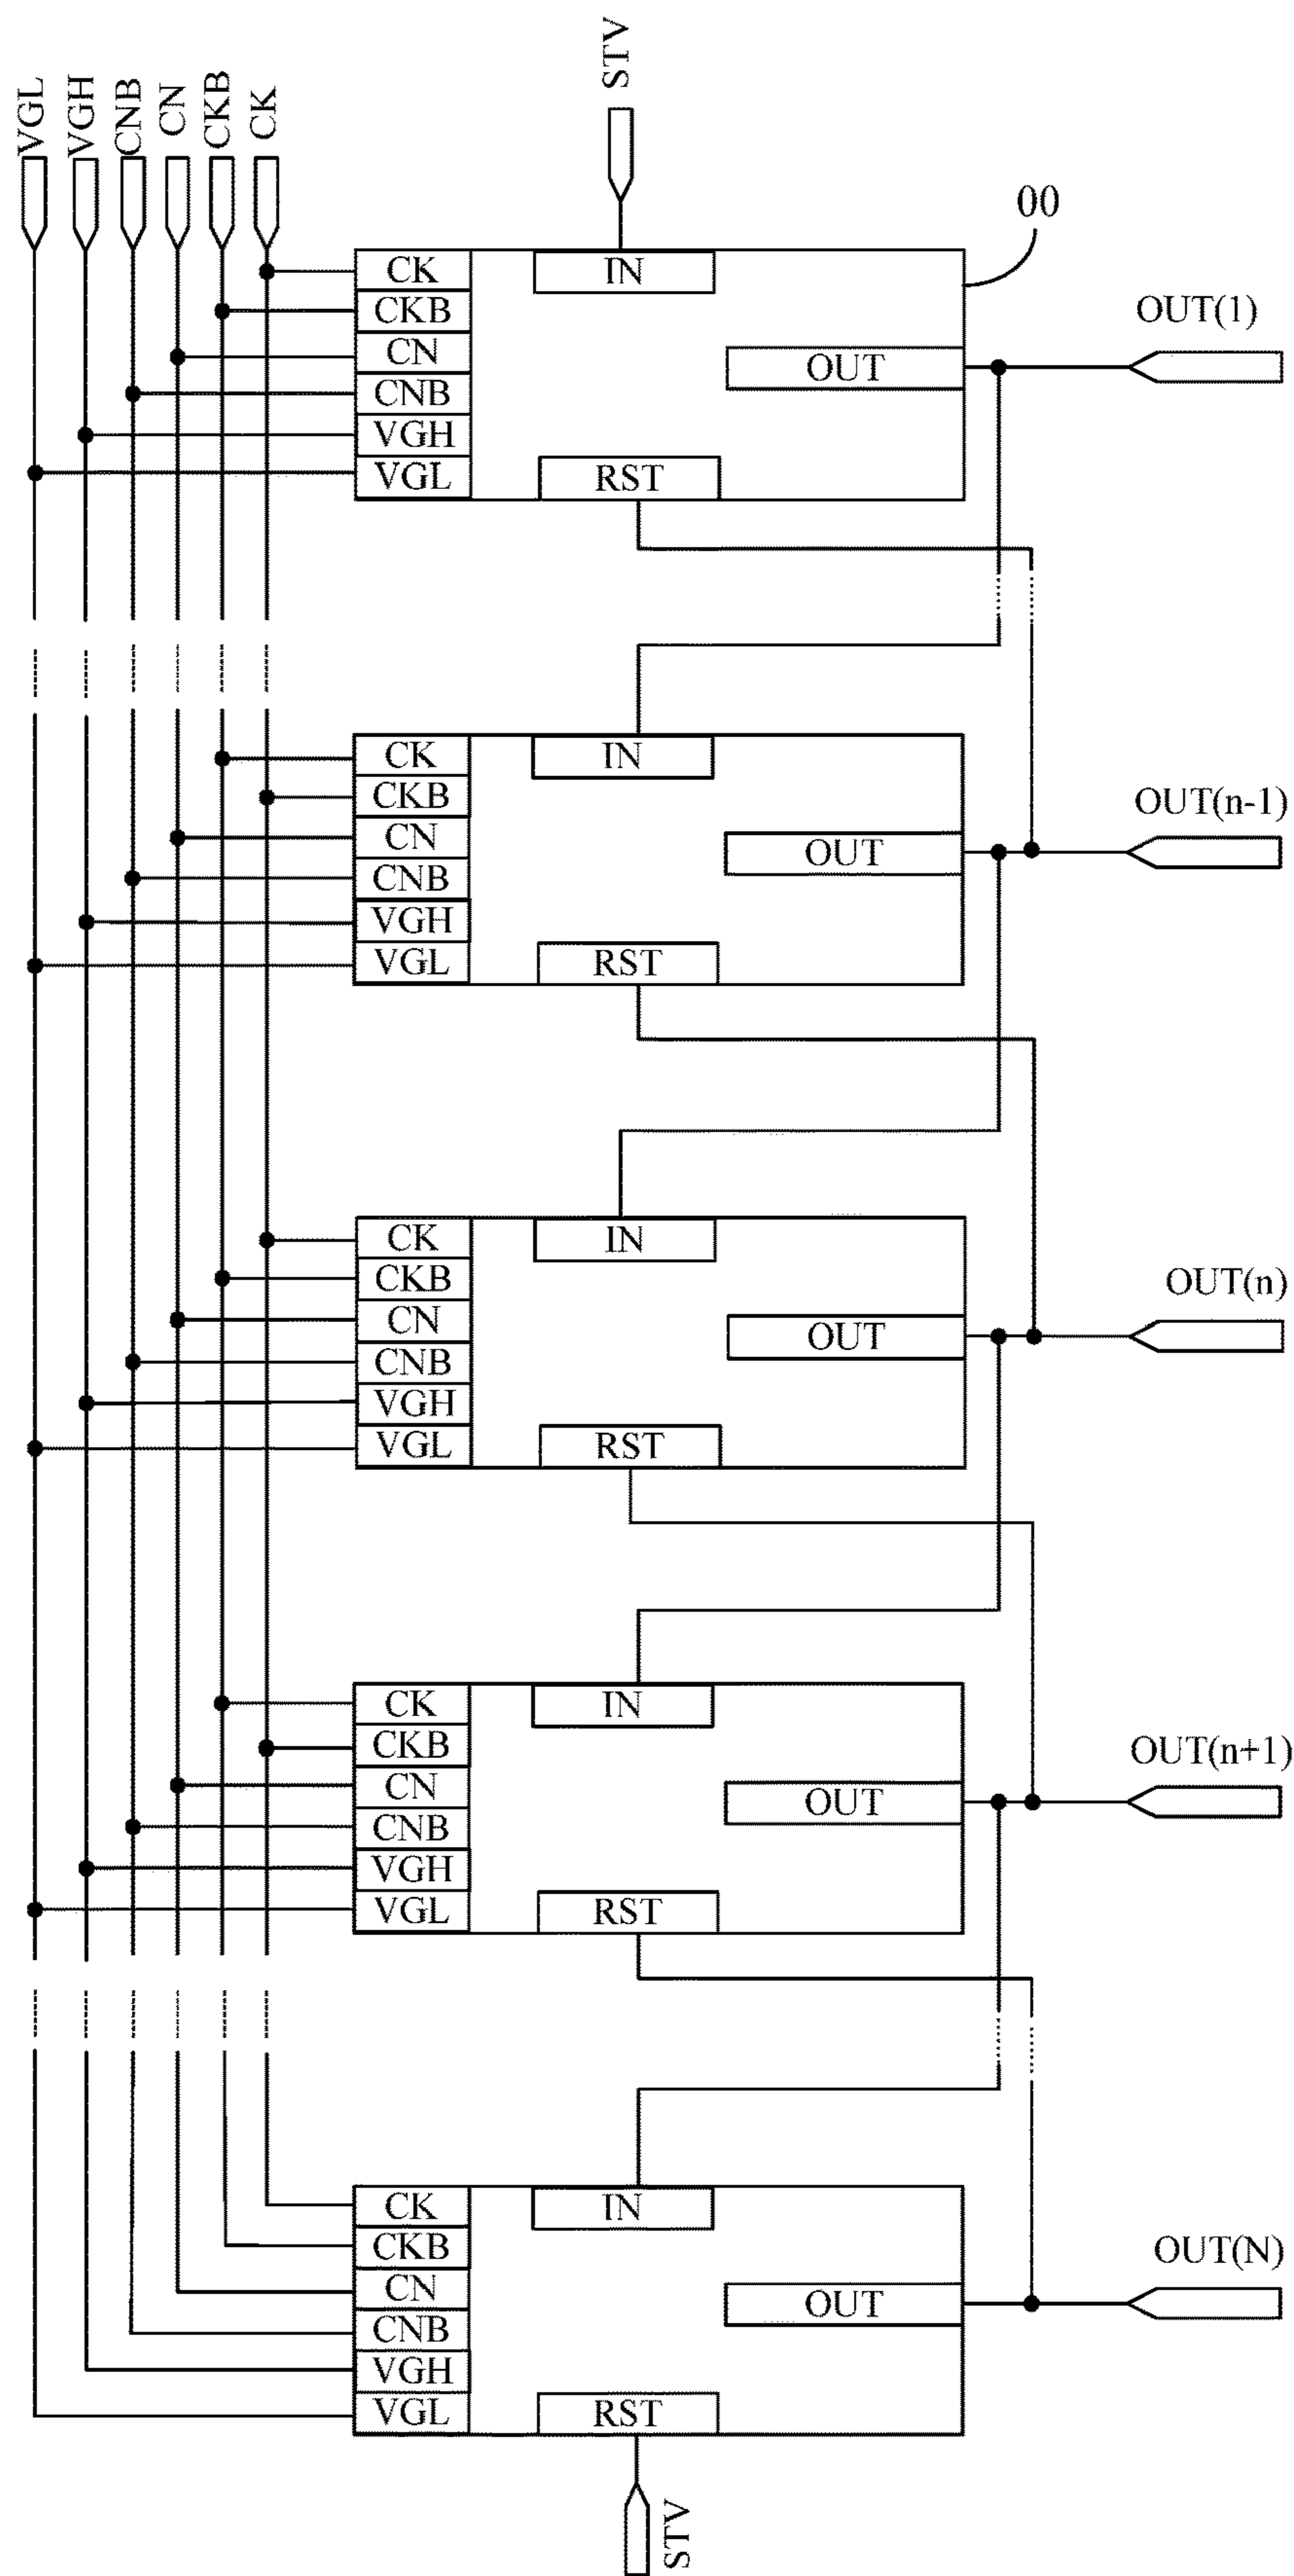 STV
VGL
VGH
CNB
CN
CKB
CK
00
CK
IN
CKB
OUT(1)
CN
OUT
CNB
VGH
VGL
RST
CK
IN
CKB
OUT(n-1)
CN
OUT
CNB
VGH
VGL
RST
CK
IN
CKB
OUT(n)
CN
OUT
CNB
VGH
VGL
RST
CK
IN
CKB
OUT(n+1)
CN
OUT
CNB
VGH
VGL
RST
CK
IN
CKB
OUT(N)
CN
OUT
CNB
VGH
VGL
RST
STV